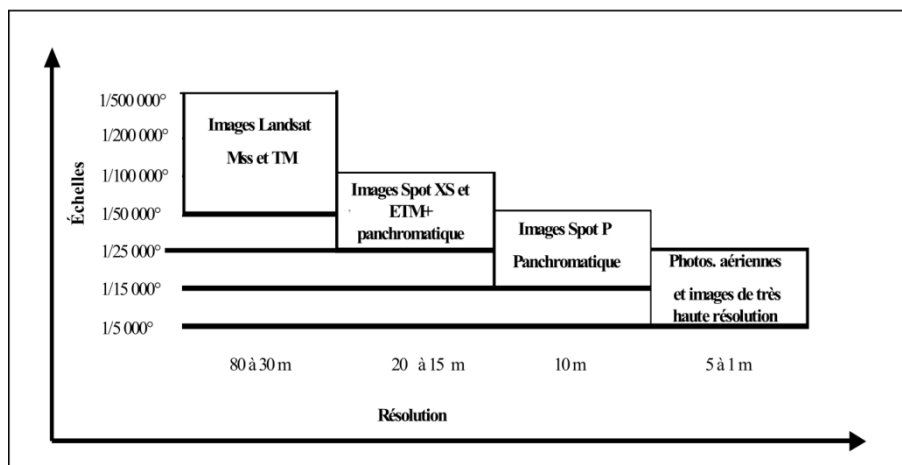 Échelles
1/500 000°
1/200 000°
1/100 000°
1/50 000°
1/25 000°
1/15 000°
1/5 000°
Images Landsat
Mss et TM
Images Spot XS et
ETM+
panchromatique
Images Spot P
Panchromatique
Photos. aériennes
et images de très
haute résolution
80 à 30 m
20 à 15 m
10 m
5 à 1 m
Résolution